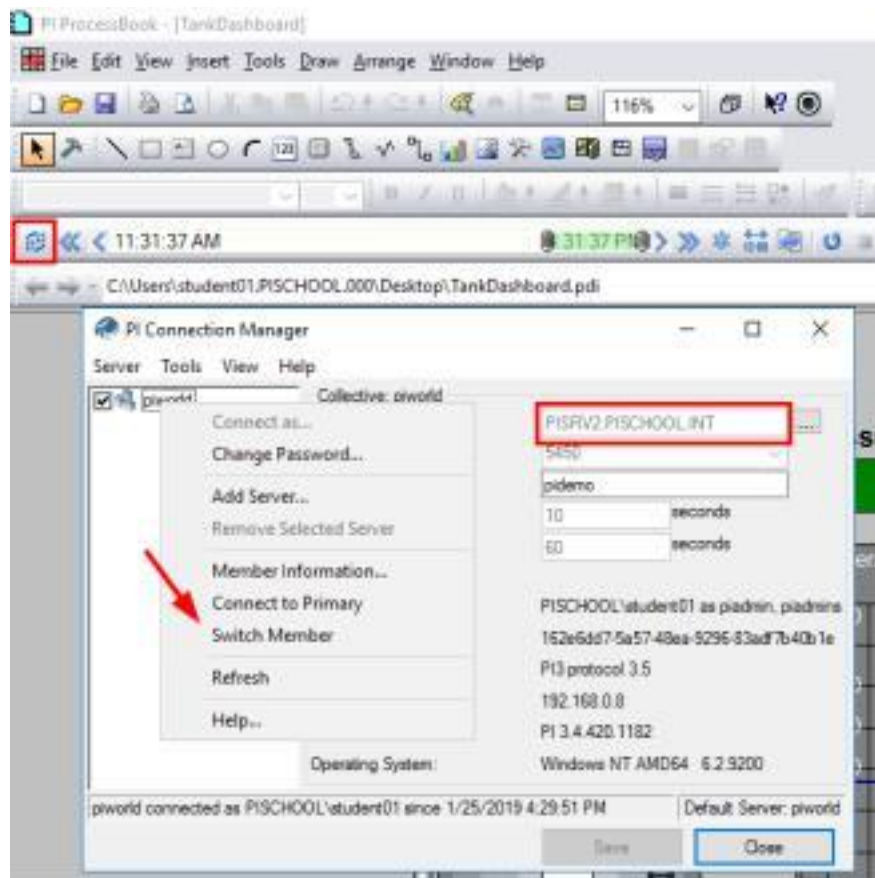 PI ProcessBook - [TankDashboard]
File Edit View Insert Tools Draw Arrange Window Help
116%
123
11:31:37 AM
31:37 PM
C:\Users\student01.PISCHOOL.000\Desktop\TankDashboard.pdi
PI Connection Manager
Server Tools View Help
piworld
Collective: piworld
Connect as...
PISRV2.PISCHOOL.INT
...
Change Password...
5450
pidemo
Add Server...
10 seconds
Remove Selected Server
60 seconds
Member Information...
Connect to Primary
PISCHOOL\student01 as piadmin, piadmins
Switch Member
162e6dd7-5a57-48ea-9296-83adf7b40b1e
Refresh
PI3 protocol 3.5
192.168.0.8
Help...
PI 3.4.420.1182
Operating System:
Windows NT AMD64 6.2.9200
piworld connected as PISCHOOL\student01 since 1/25/2019 4:29:51 PM
Default Server: piworld
Save
Close